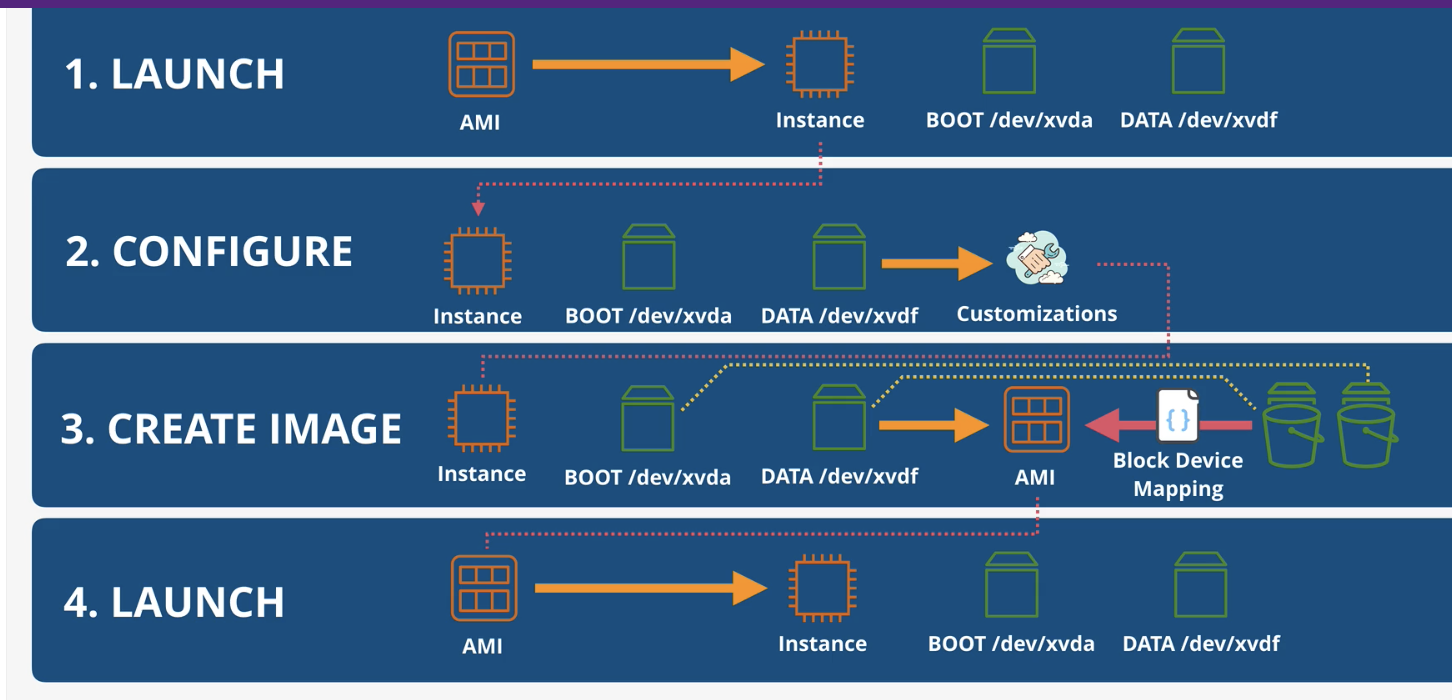 1. LAUNCH
AMI
Instance
BOOT /dev/xvda
DATA /dev/xvdf
2. CONFIGURE
Instance
BOOT /dev/xvda
DATA /dev/xvdf
Customizations
3. CREATE IMAGE
Instance
BOOT /dev/xvda
DATA /dev/xvdf
AMI
{ }
Block Device
Mapping
4. LAUNCH
AMI
Instance
BOOT /dev/xvda
DATA /dev/xvdf